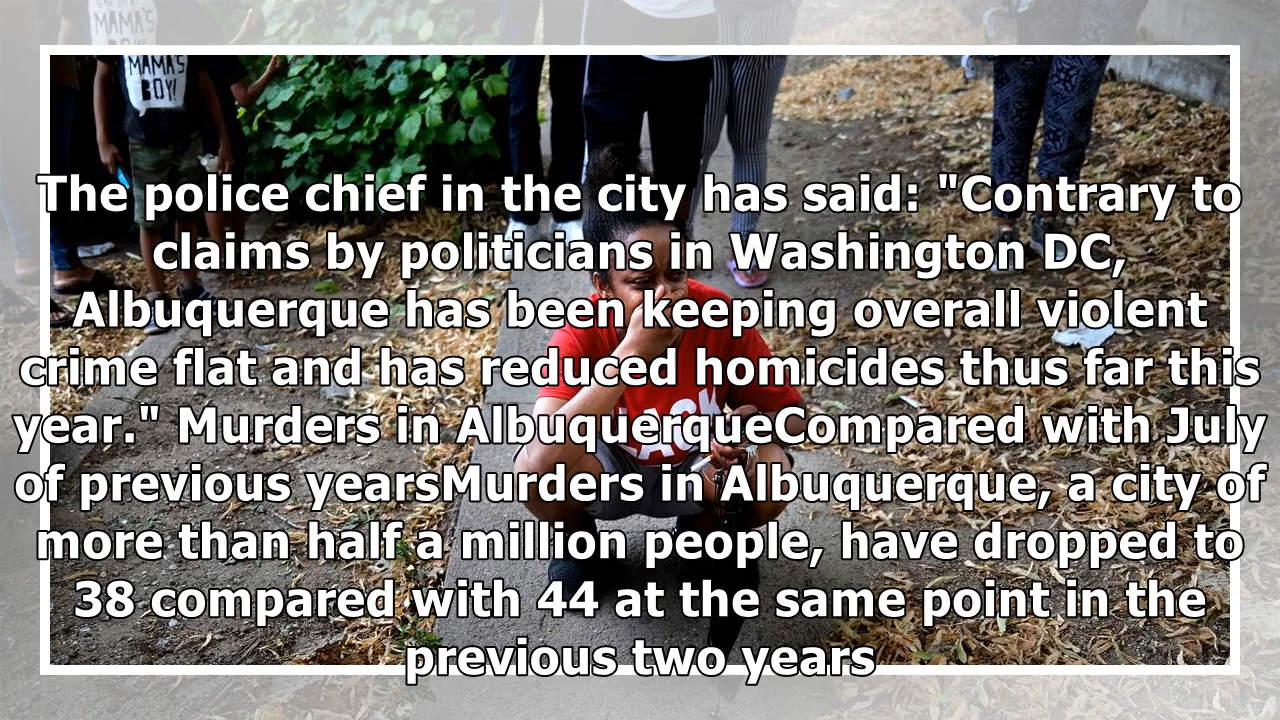 MAMA'S
MAMA'S
BOY!
The police chief in the city has said: "Contrary to
claims by politicians in Washington DC,
Albuquerque has been keeping overall violent
crime flat and has reduced homicides thus far this
year." Murders in AlbuquerqueCompared with July
of previous yearsMurders in Albuquerque, a city of
more than half a million people, have dropped to
38 compared with 44 at the same point in the
previous two years